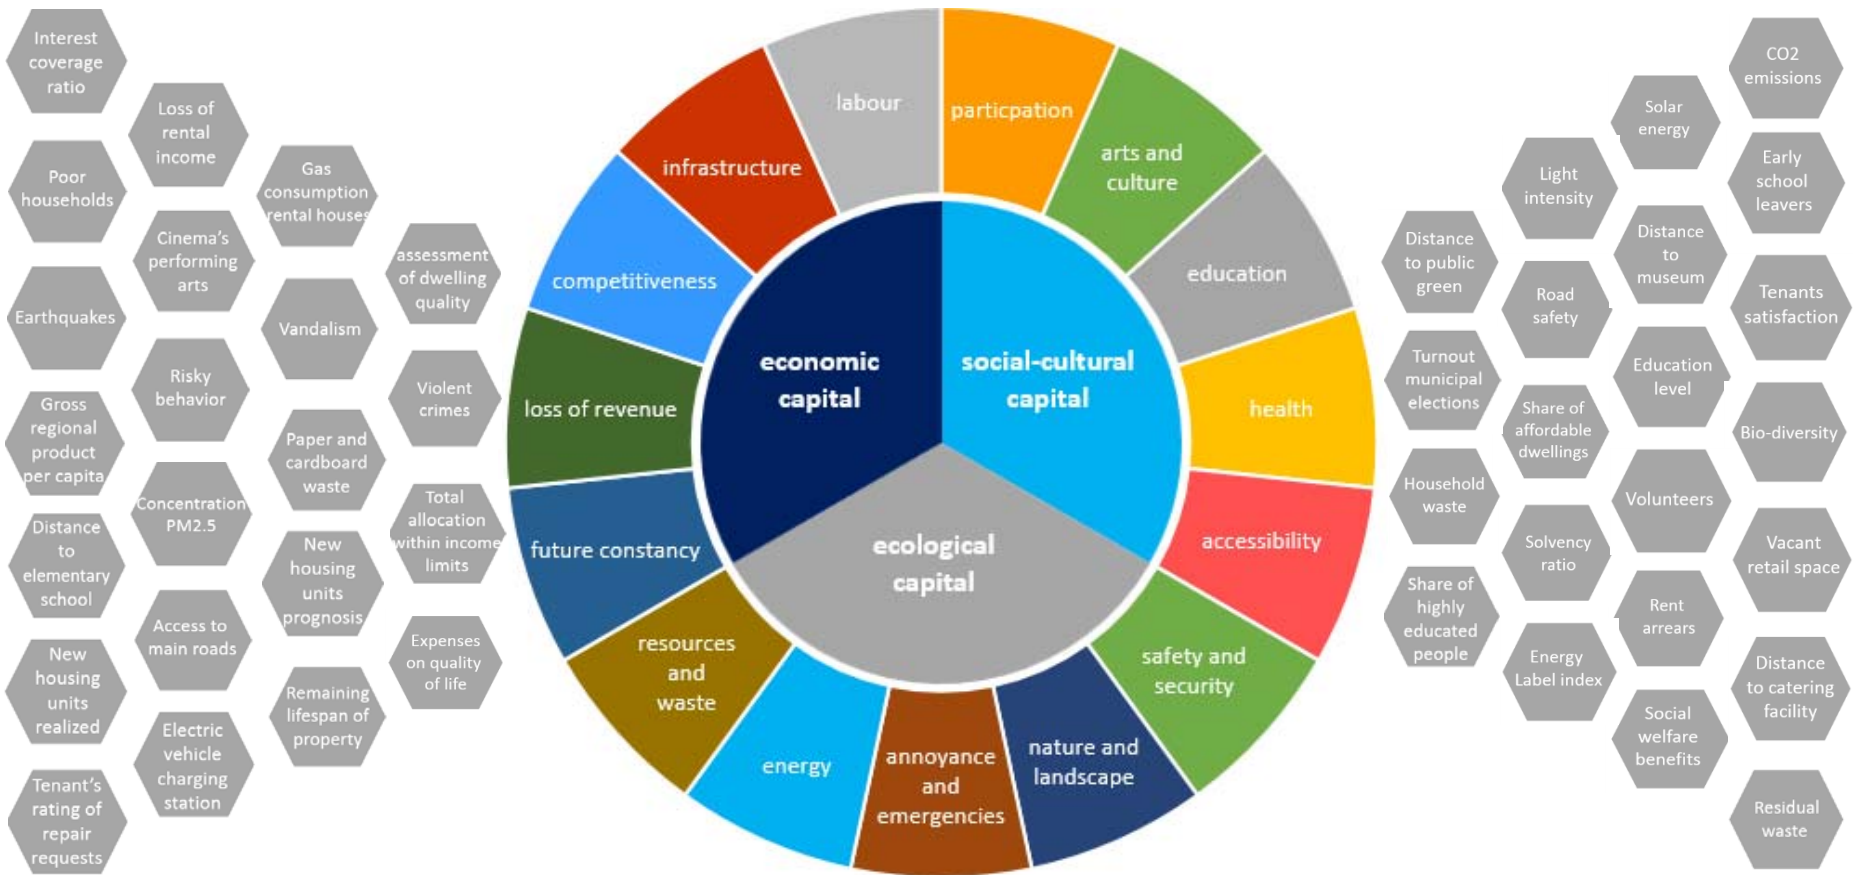 Interest
coverage
ratio
Poor
households
Earthquakes
Gross
regional
product
per capita
Distance
to
elementary
school
New
housing
units
realized
Tenant's
rating of
repair
requests
Loss of
rental
income
Cinema's
performing
arts
Risky
behavior
Concentration
PM2.5
Access to
main roads
Electric
vehicle
charging
station
Gas
consumption
rental houses
Vandalism
Paper and
cardboard
waste
New
housing
units
prognosis
Remaining
lifespan of
property
assessment
of dwelling
quality
Violent
crimes
Total
allocation
within income
limits
Expenses
on quality
of life
labour
particpation
arts and
culture
education
health
accessibility
safety and
security
nature and
landscape
annoyance
and
emergencies
energy
resources
and
waste
future constancy
loss of revenue
competitiveness
infrastructure
economic
capital
social-cultural
capital
ecological
capital
Distance
to public
green
Turnout
municipal
elections
Household
waste
Share of
highly
educated
people
Light
intensity
Road
safety
Share of
affordable
dwellings
Solvency
ratio
Energy
Label index
Solar
energy
Distance
to
museum
Education
level
Volunteers
Rent
arrears
Social
welfare
benefits
CO2
emissions
Early
school
leavers
Tenants
satisfaction
Bio-diversity
Vacant
retail space
Distance
to catering
facility
Residual
waste